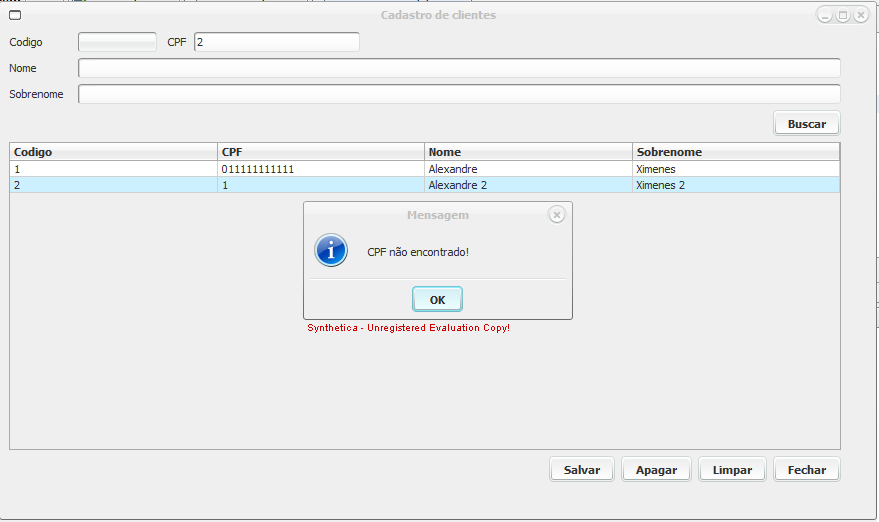 Cadastro de clientes
Codigo CPF 2
Nome
Sobrenome
Buscar
Codigo CPF Nome Sobrenome
1 011111111111 Alexandre Ximenes
2 1 Alexandre 2 Ximenes 2
Mensagem
CPF não encontrado!
OK
Synthetica - Unregistered Evaluation Copy!
Salvar Apagar Limpar Fechar